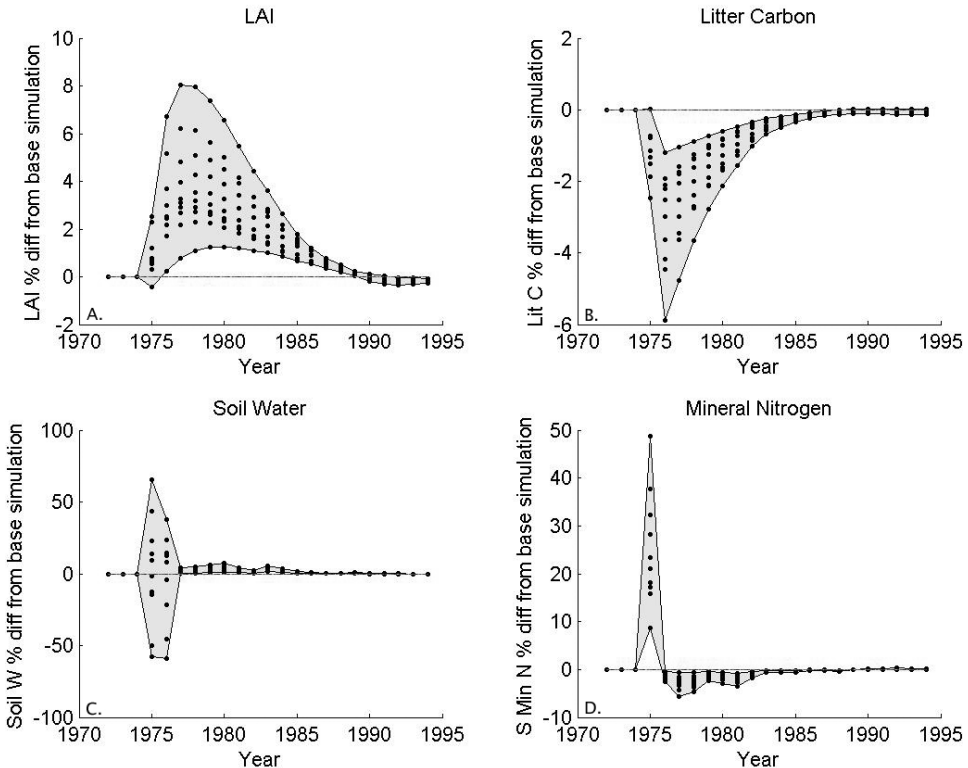 LAI
LAI % diff from base simulation
10
8
6
4
2
0
-2
A.
1970 1975 1980 1985 1990 1995
Year
Litter Carbon
Lit C % diff from base simulation
2
0
-2
-4
-6
B.
1970 1975 1980 1985 1990 1995
Year
Soil Water
Soil W % diff from base simulation
100
50
0
-50
-100
C.
1970 1975 1980 1985 1990 1995
Year
Mineral Nitrogen
S Min N % diff from base simulation
50
40
30
20
10
0
-10
D.
1970 1975 1980 1985 1990 1995
Year